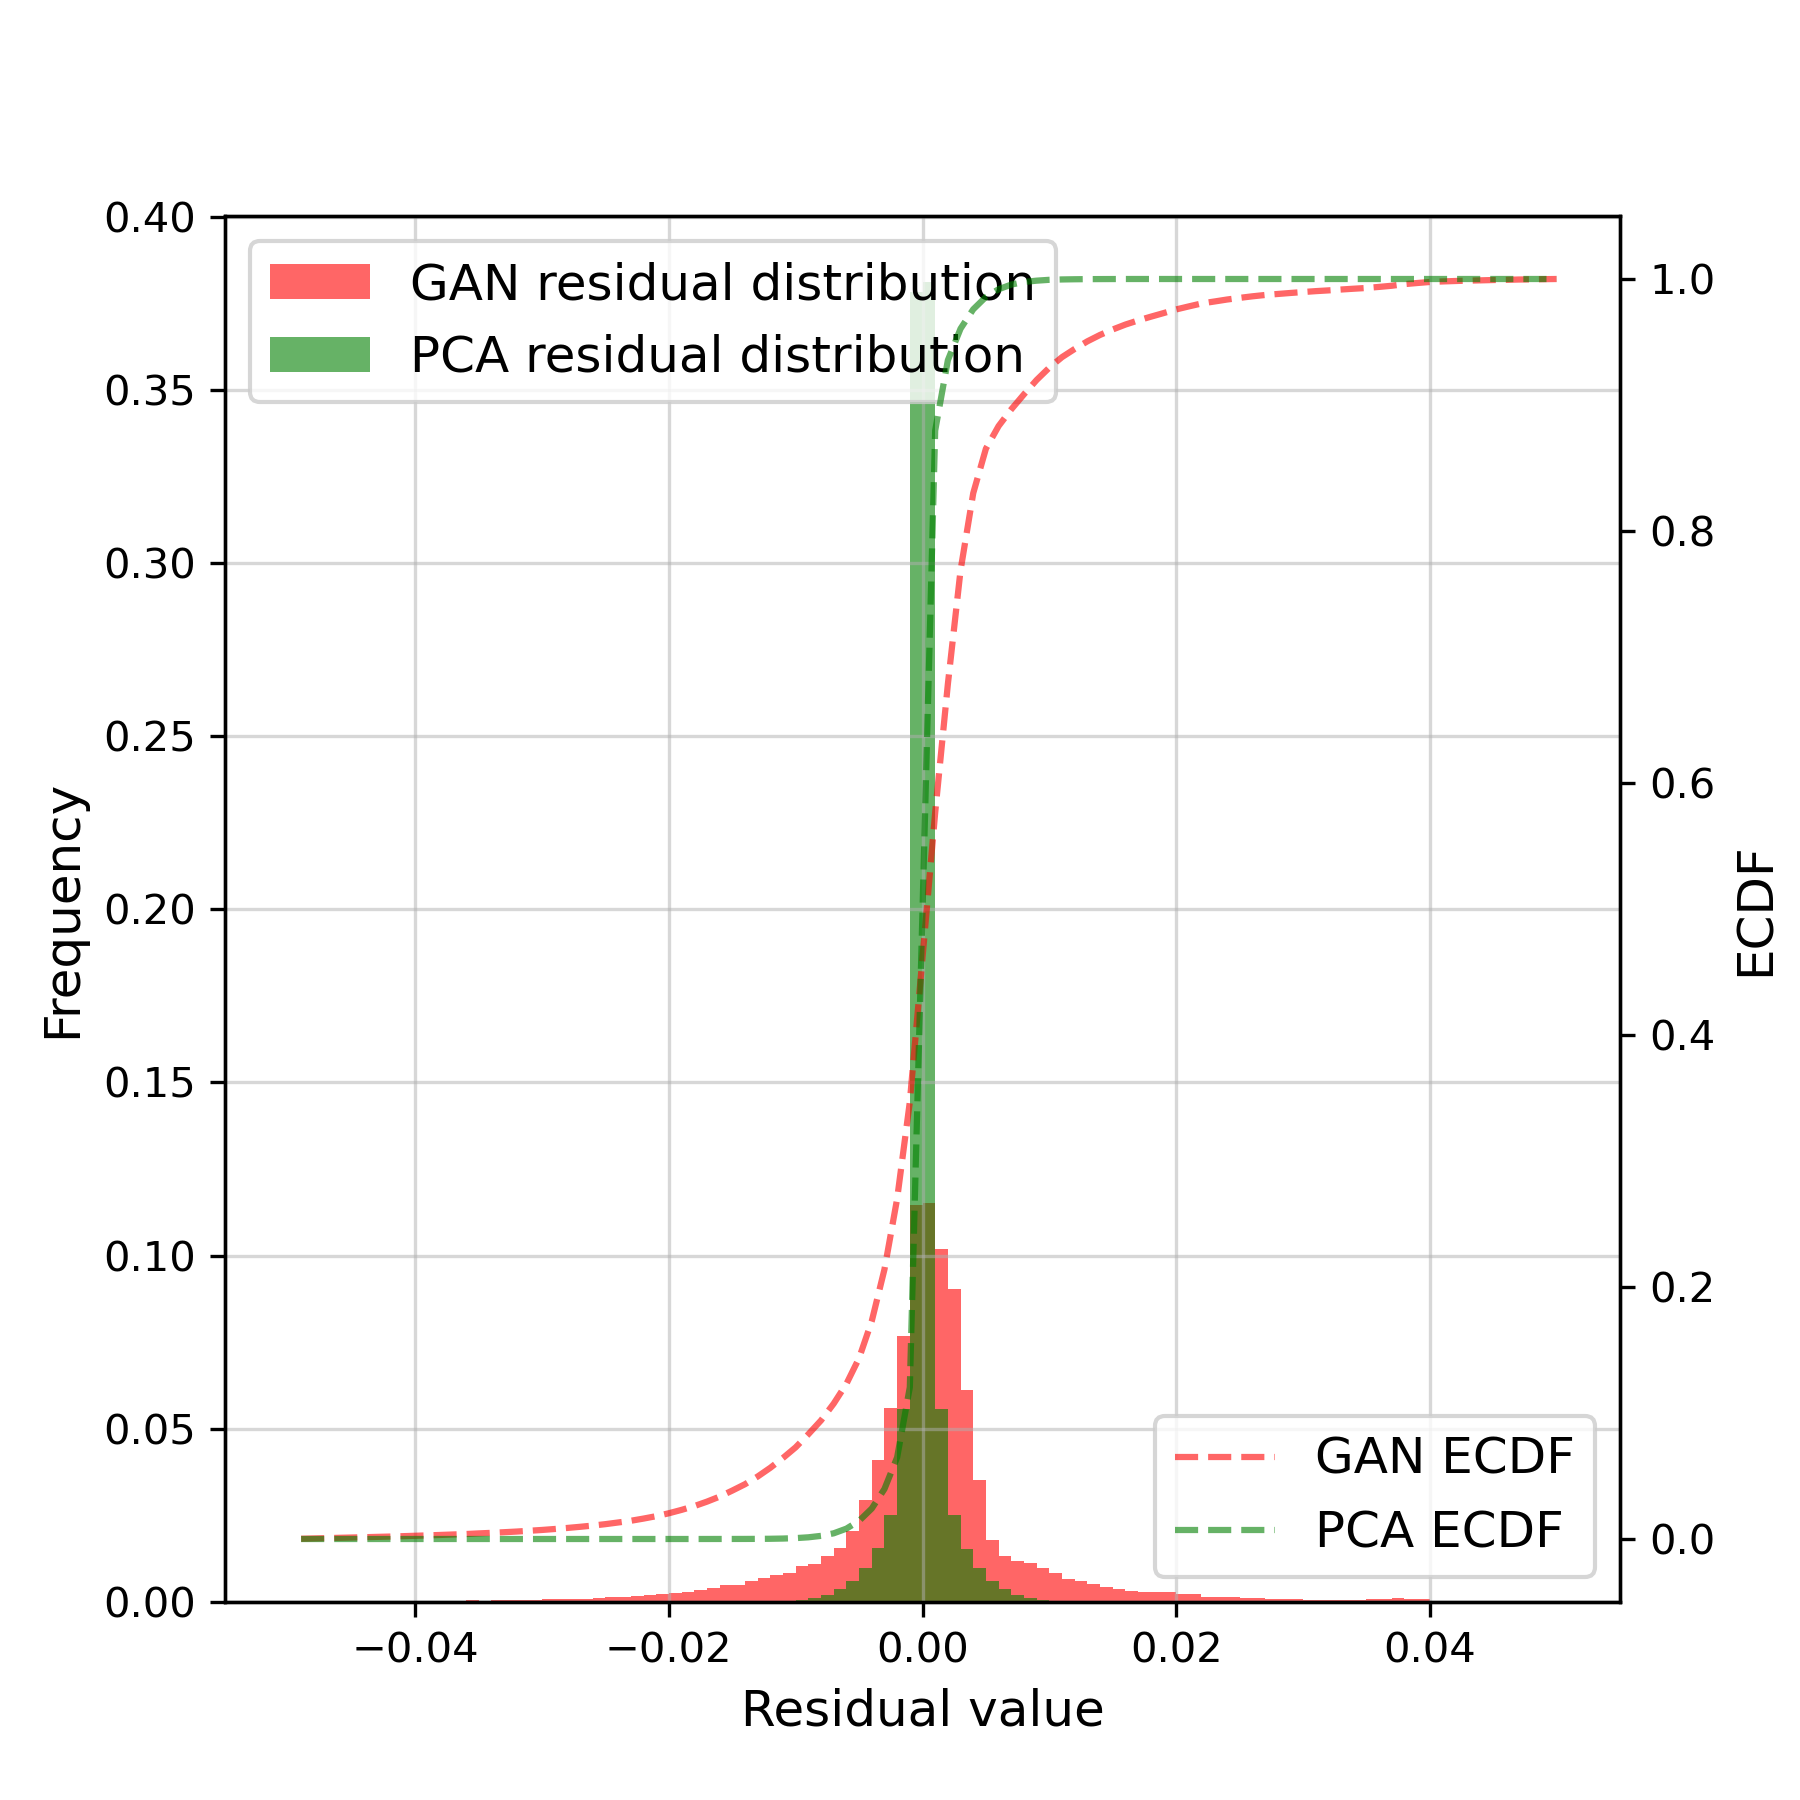 GAN residual distribution
PCA residual distribution
0.40
0.35
0.30
0.25
0.20
0.15
0.10
0.05
0.00
Frequency
1.0
0.8
0.6
0.4
0.2
0.0
ECDF
GAN ECDF
PCA ECDF
−0.04 −0.02 0.00 0.02 0.04
Residual value